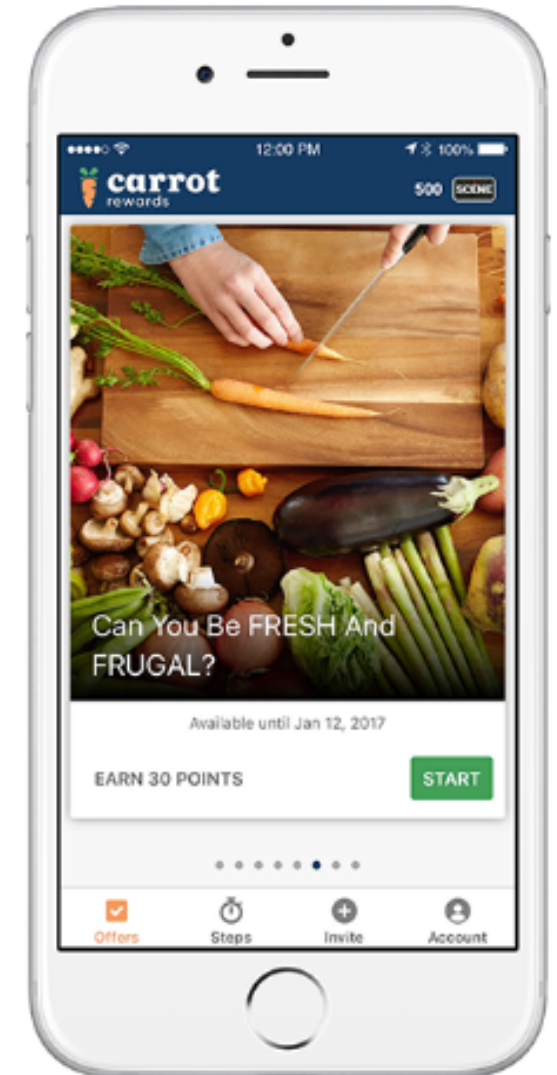 12:00 PM
100%
carrot
rewards
500 SCENE
Can You Be FRESH And
FRUGAL?
Available until Jan 12, 2017
EARN 30 POINTS
START
Offers
Steps
Invite
Account